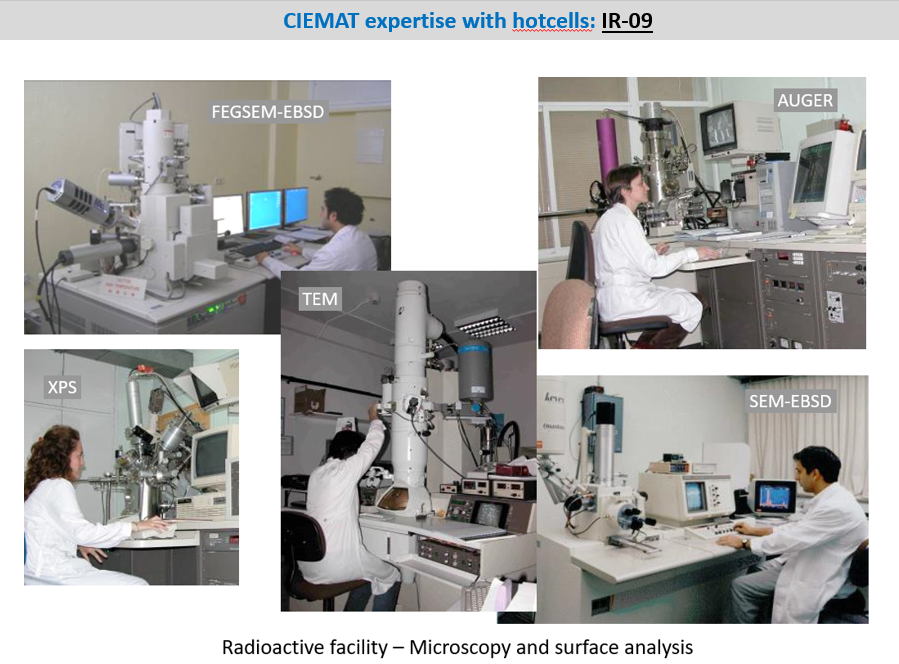 CIEMAT expertise with hotcells: IR-09
FEGSEM-EBSD
AUGER
TEM
XPS
SEM-EBSD
kevex
Radioactive facility – Microscopy and surface analysis